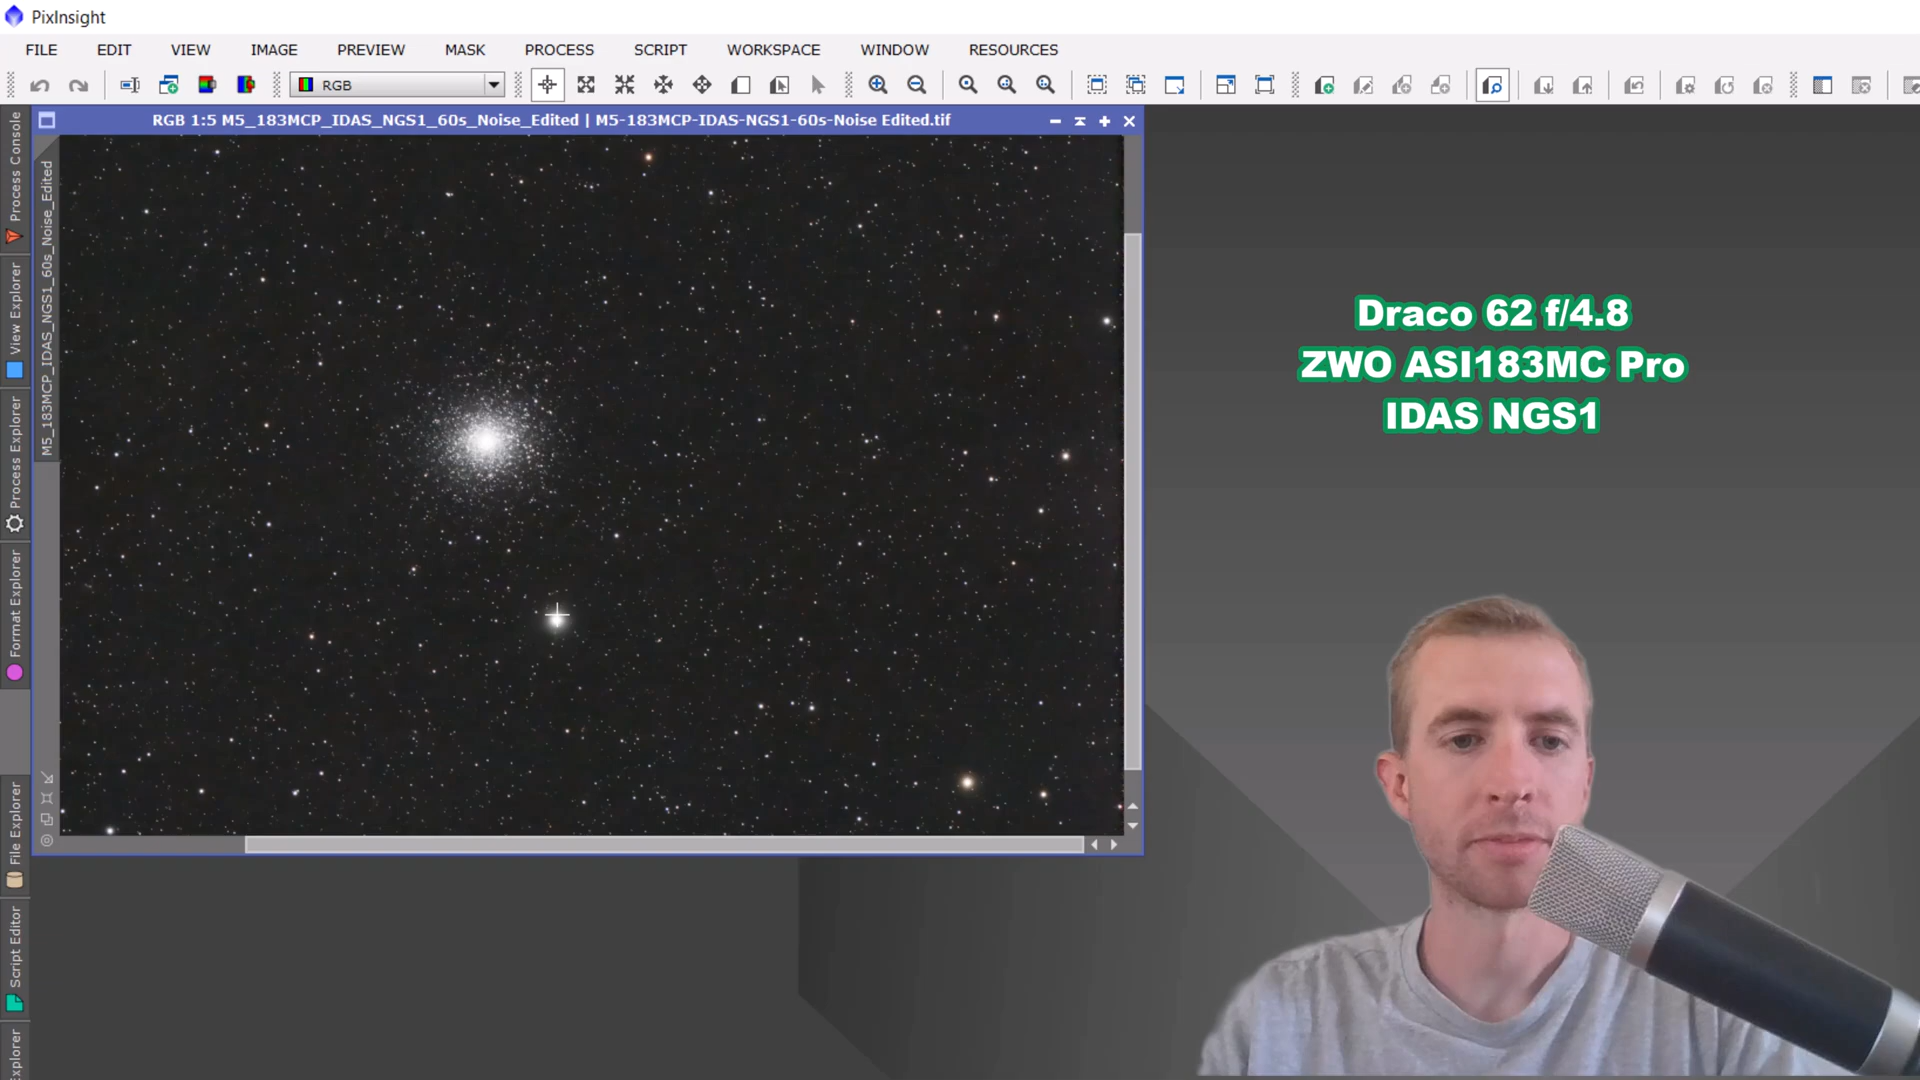 PixInsight
FILE EDIT VIEW IMAGE PREVIEW MASK PROCESS SCRIPT WORKSPACE WINDOW RESOURCES
RGB
RGB 1:5 M5_183MCP_IDAS_NGS1_60s_Noise_Edited | M5-183MCP-IDAS-NGS1-60s-Noise Edited.tif
Process Console
View Explorer
Process Explorer
Format Explorer
File Explorer
Script Editor
xplorer
M5_183MCP_IDAS_NGS1_60s_Noise_Edited
Draco 62 f/4.8
ZWO ASI183MC Pro
IDAS NGS1